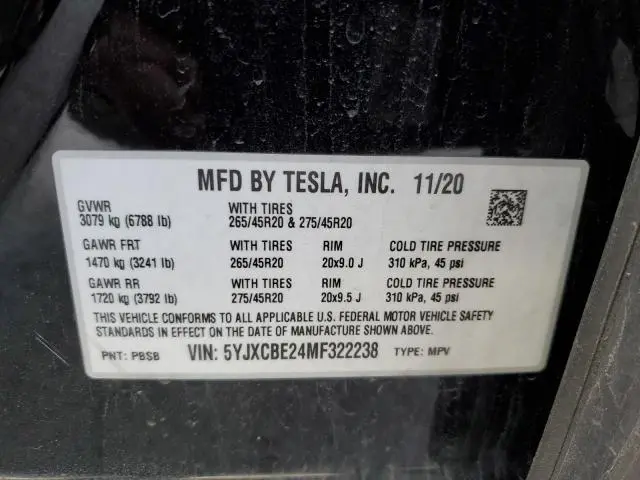 MFD BY TESLA, INC. 11/20
GVWR WITH TIRES
3079 kg (6788 lb) 265/45R20 & 275/45R20
GAWR FRT WITH TIRES RIM COLD TIRE PRESSURE
1470 kg (3241 lb) 265/45R20 20x9.0 J 310 kPa, 45 psi
GAWR RR WITH TIRES RIM COLD TIRE PRESSURE
1720 kg (3792 lb) 275/45R20 20x9.5 J 310 kPa, 45 psi
THIS VEHICLE CONFORMS TO ALL APPLICABLE U.S. FEDERAL MOTOR VEHICLE SAFETY
STANDARDS IN EFFECT ON THE DATE OF MANUFACTURE SHOWN ABOVE.
PNT: PBSB VIN: 5YJXCBE24MF322238 TYPE: MPV